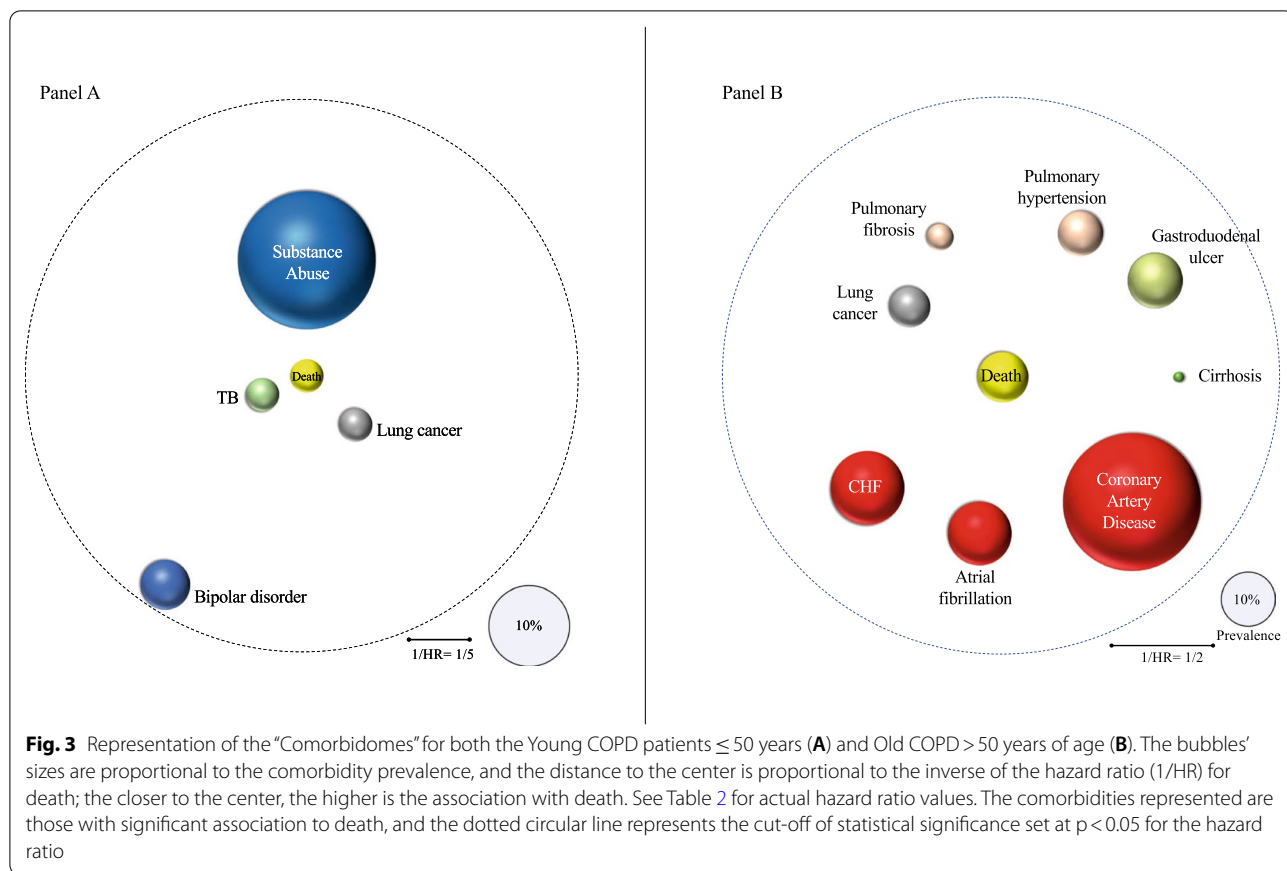 Panel A
Substance
Abuse
Death
TB
Lung cancer
Bipolar disorder
10%
1/HR= 1/5
Panel B
Pulmonary
hypertension
Pulmonary
fibrosis
Gastroduodenal
ulcer
Lung
cancer
Death
Cirrhosis
CHF
Coronary
Artery
Disease
Atrial
fibrillation
10%
Prevalence
1/HR= 1/2
Fig. 3 Representation of the “Comorbidomes” for both the Young COPD patients ≤ 50 years (A) and Old COPD > 50 years of age (B). The bubbles’
sizes are proportional to the comorbidity prevalence, and the distance to the center is proportional to the inverse of the hazard ratio (1/HR) for
death; the closer to the center, the higher is the association with death. See Table 2 for actual hazard ratio values. The comorbidities represented are
those with significant association to death, and the dotted circular line represents the cut-off of statistical significance set at p < 0.05 for the hazard
ratio